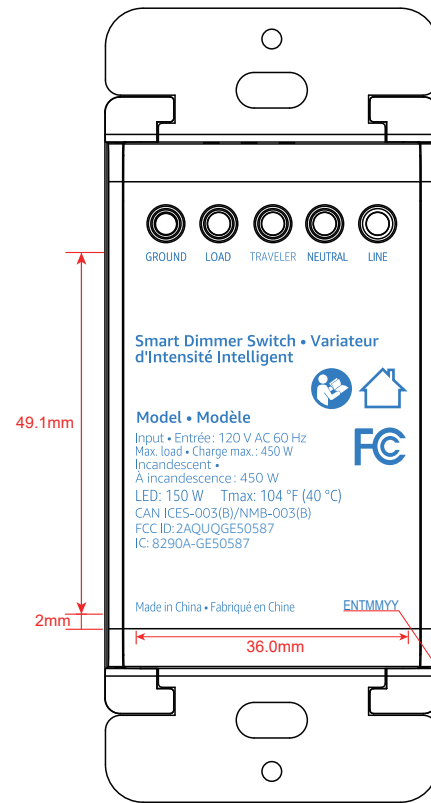 GROUND LOAD TRAVELER NEUTRAL LINE
Smart Dimmer Switch • Variateur
d'Intensité Intelligent
Model • Modèle
Input • Entrée: 120 V AC 60 Hz
Max. load • Charge max.: 450 W
Incandescent •
À incandescence: 450 W
LED: 150 W Tmax: 104 °F (40 °C)
CAN ICES-003(B)/NMB-003(B)
FCC ID:2AQUQGE50587
IC: 8290A-GE50587
FC
49.1mm
Made in China • Fabriqué en Chine ENTMMYY
2mm
36.0mm